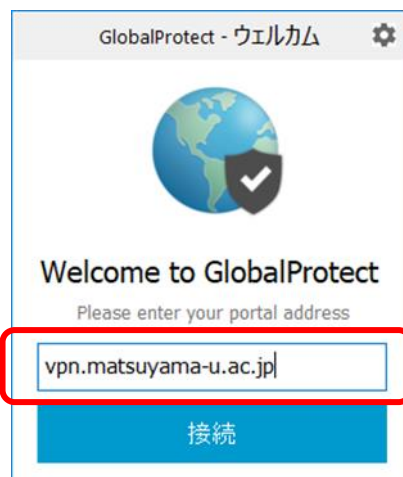 GlobalProtect - ウェルカム
Welcome to GlobalProtect
Please enter your portal address
vpn.matsuyama-u.ac.jp
接続